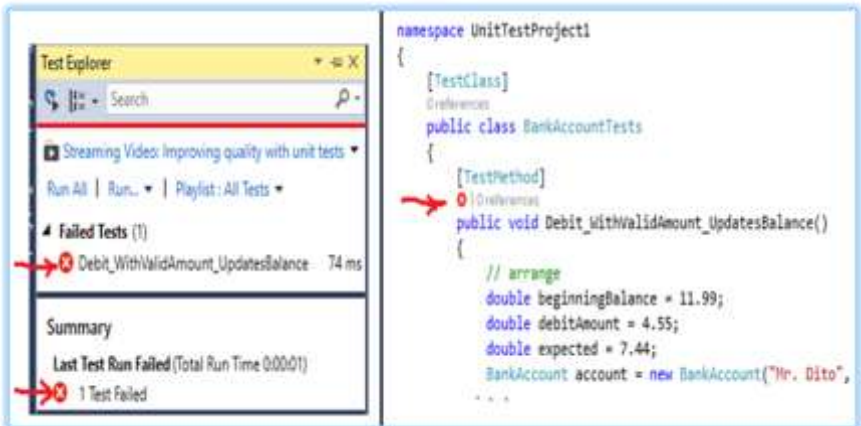 Test Explorer
Search
Streaming Video: Improving quality with unit tests
Run All | Run... | Playlist : All Tests
Failed Tests (1)
Debit_WithValidAmount_UpdatesBalance 74 ms
Summary
Last Test Run Failed (Total Run Time 0:00:01)
1 Test Failed
namespace UnitTestProject1
{
[TestClass]
0 references
public class BankAccountTests
{
[TestMethod]
| 0 references
public void Debit_WithValidAmount_UpdatesBalance()
{
// arrange
double beginningBalance = 11.99;
double debitAmount = 4.55;
double expected = 7.44;
BankAccount account = new BankAccount("Mr. Dito",
. . .